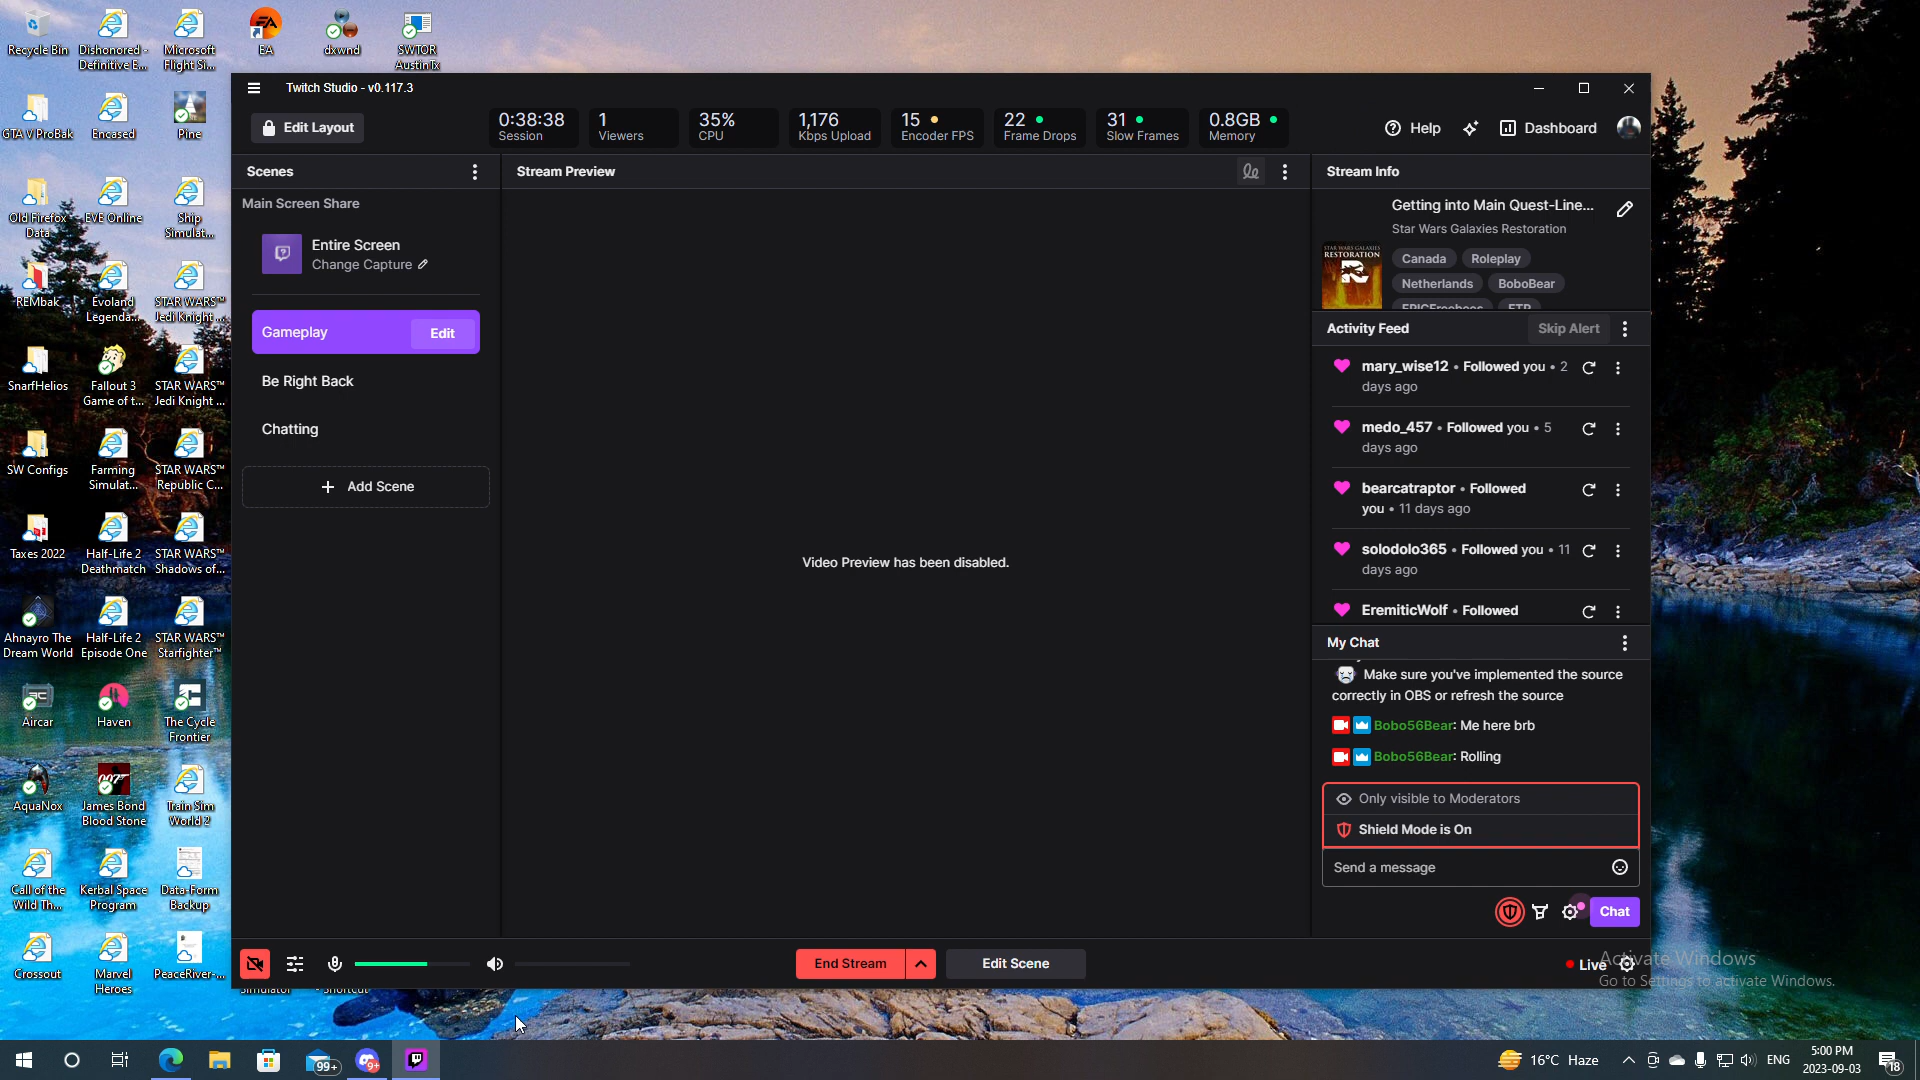 Recycle Bin
Dishonored - Definitive E...
Microsoft Flight Si...
EA
dxwnd
SWTOR AustinTx
GTA V ProBak
Encased
Pine
Old Firefox Data
EVE Online
Ship Simulat...
REMbak
Evoland Legenda...
STAR WARS™ Jedi Knight ...
SnarfHelios
Fallout 3 Game of t...
STAR WARS™ Jedi Knight ...
SW Configs
Farming Simulat...
STAR WARS™ Republic C...
Taxes 2022
Half-Life 2 Deathmatch
STAR WARS™ Shadows of...
Ahnayro The Dream World
Half-Life 2 Episode One
STAR WARS™ Starfighter™
Aircar
Haven
The Cycle Frontier
AquaNox
James Bond Blood Stone
Train Sim World 2
Call of the Wild Th...
Kerbal Space Program
Data-Form Backup
Crossout
Marvel Heroes
PeaceRiver-...
Simulator
- Shortcut
Twitch Studio - v0.117.3
Edit Layout
0:38:38
Session
1
Viewers
35%
CPU
1,176
Kbps Upload
15
Encoder FPS
22
Frame Drops
31
Slow Frames
0.8GB
Memory
Help
Dashboard
Scenes
Main Screen Share
Entire Screen
Change Capture
Gameplay
Edit
Be Right Back
Chatting
Add Scene
Stream Preview
Video Preview has been disabled.
Stream Info
Getting into Main Quest-Line...
Star Wars Galaxies Restoration
STAR WARS GALAXIES
RESTORATION
Canada
Roleplay
Netherlands
BoboBear
EPICFreebees
FTP
Activity Feed
Skip Alert
mary_wise12 • Followed you • 2
days ago
medo_457 • Followed you • 5
days ago
bearcatraptor • Followed
you • 11 days ago
solodolo365 • Followed you • 11
days ago
EremiticWolf • Followed
My Chat
Make sure you've implemented the source
correctly in OBS or refresh the source
Bobo56Bear: Me here brb
Bobo56Bear: Rolling
Only visible to Moderators
Shield Mode is On
Send a message
Chat
End Stream
Edit Scene
Live
Activate Windows
Go to Settings to activate Windows.
99+
9+
16°C Haze
ENG
5:00 PM
2023-09-03
18